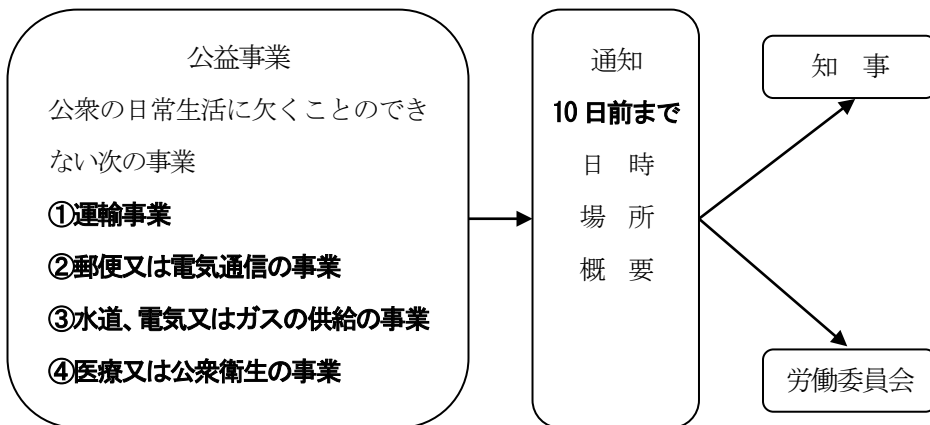 公益事業
公衆の日常生活に欠くことのでき
ない次の事業
①運輸事業
②郵便又は電気通信の事業
③水道、電気又はガスの供給の事業
④医療又は公衆衛生の事業
通知
10日前まで
日　時
場　所
概　要
知　事
労働委員会